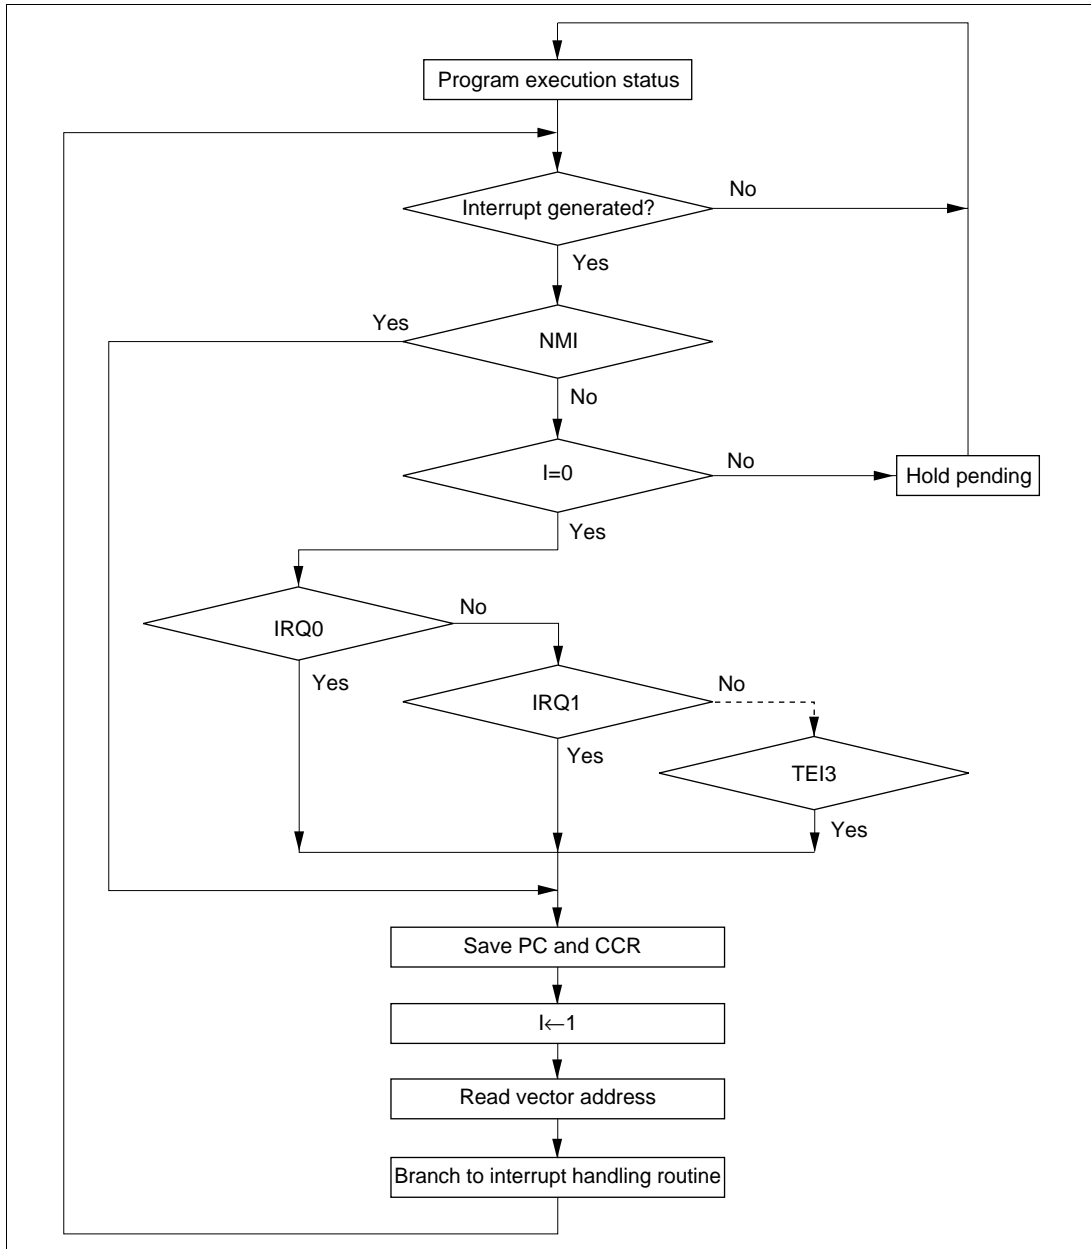 Program execution status
Interrupt generated?
No
Yes
Yes
NMI
No
I=0
No
Hold pending
Yes
IRQ0
No
Yes
IRQ1
No
Yes
TEI3
Yes
Save PC and CCR
I←1
Read vector address
Branch to interrupt handling routine